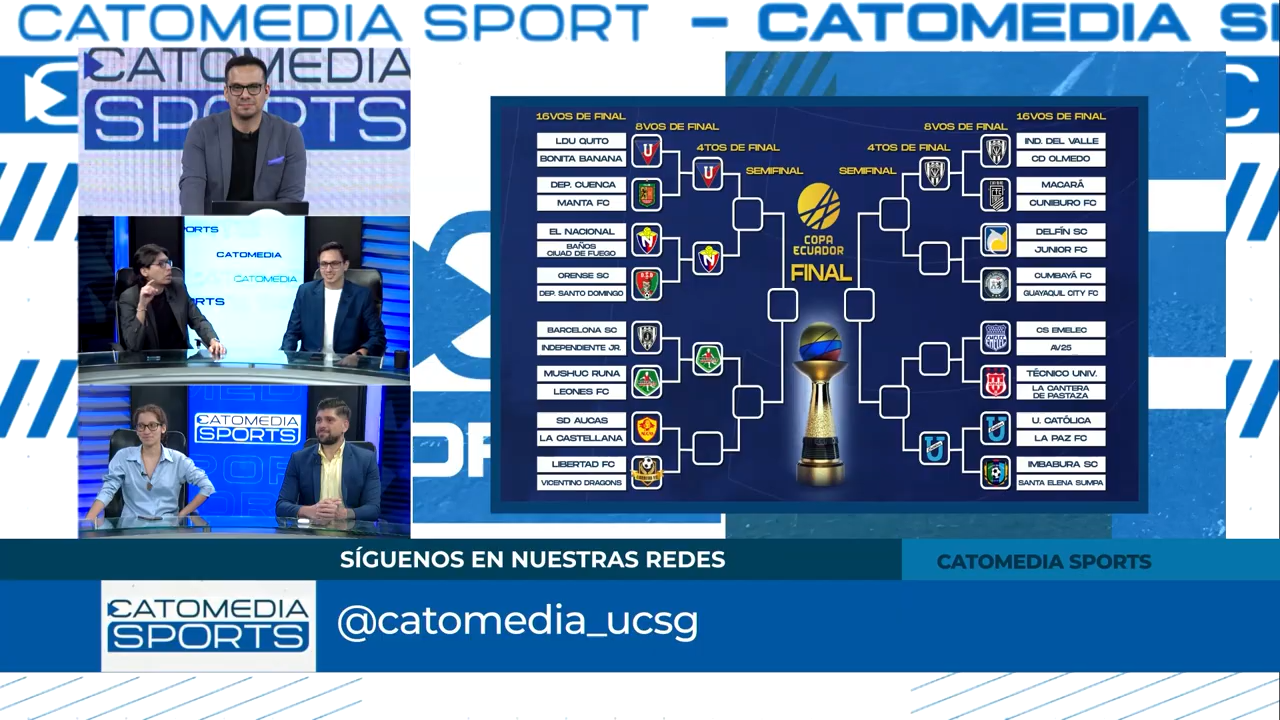 CATOMEDIA SPORT – CATOMEDIA S
CATOMEDIA
SPORTS
PORTS
CATOMEDIA
CATOMEDIA
RTS
CATOMEDIA
SPORTS
16VOS DE FINAL
8VOS DE FINAL
4TOS DE FINAL
SEMIFINAL
LDU QUITO
BONITA BANANA
DEP. CUENCA
MANTA FC
EL NACIONAL
BAÑOS
CIUAD DE FUEGO
ORENSE SC
DEP. SANTO DOMINGO
BARCELONA SC
INDEPENDIENTE JR.
MUSHUC RUNA
LEONES FC
SD AUCAS
LA CASTELLANA
LIBERTAD FC
VICENTINO DRAGONS
COPA
ECUADOR
FINAL
16VOS DE FINAL
8VOS DE FINAL
4TOS DE FINAL
SEMIFINAL
IND. DEL VALLE
CD OLMEDO
MACARÁ
CUNIBURO FC
DELFÍN SC
JUNIOR FC
CUMBAYÁ FC
GUAYAQUIL CITY FC
CS EMELEC
AV25
TÉCNICO UNIV.
LA CANTERA
DE PASTAZA
U. CATÓLICA
LA PAZ FC
IMBABURA SC
SANTA ELENA SUMPA
SÍGUENOS EN NUESTRAS REDES
CATOMEDIA SPORTS
CATOMEDIA
SPORTS
@catomedia_ucsg